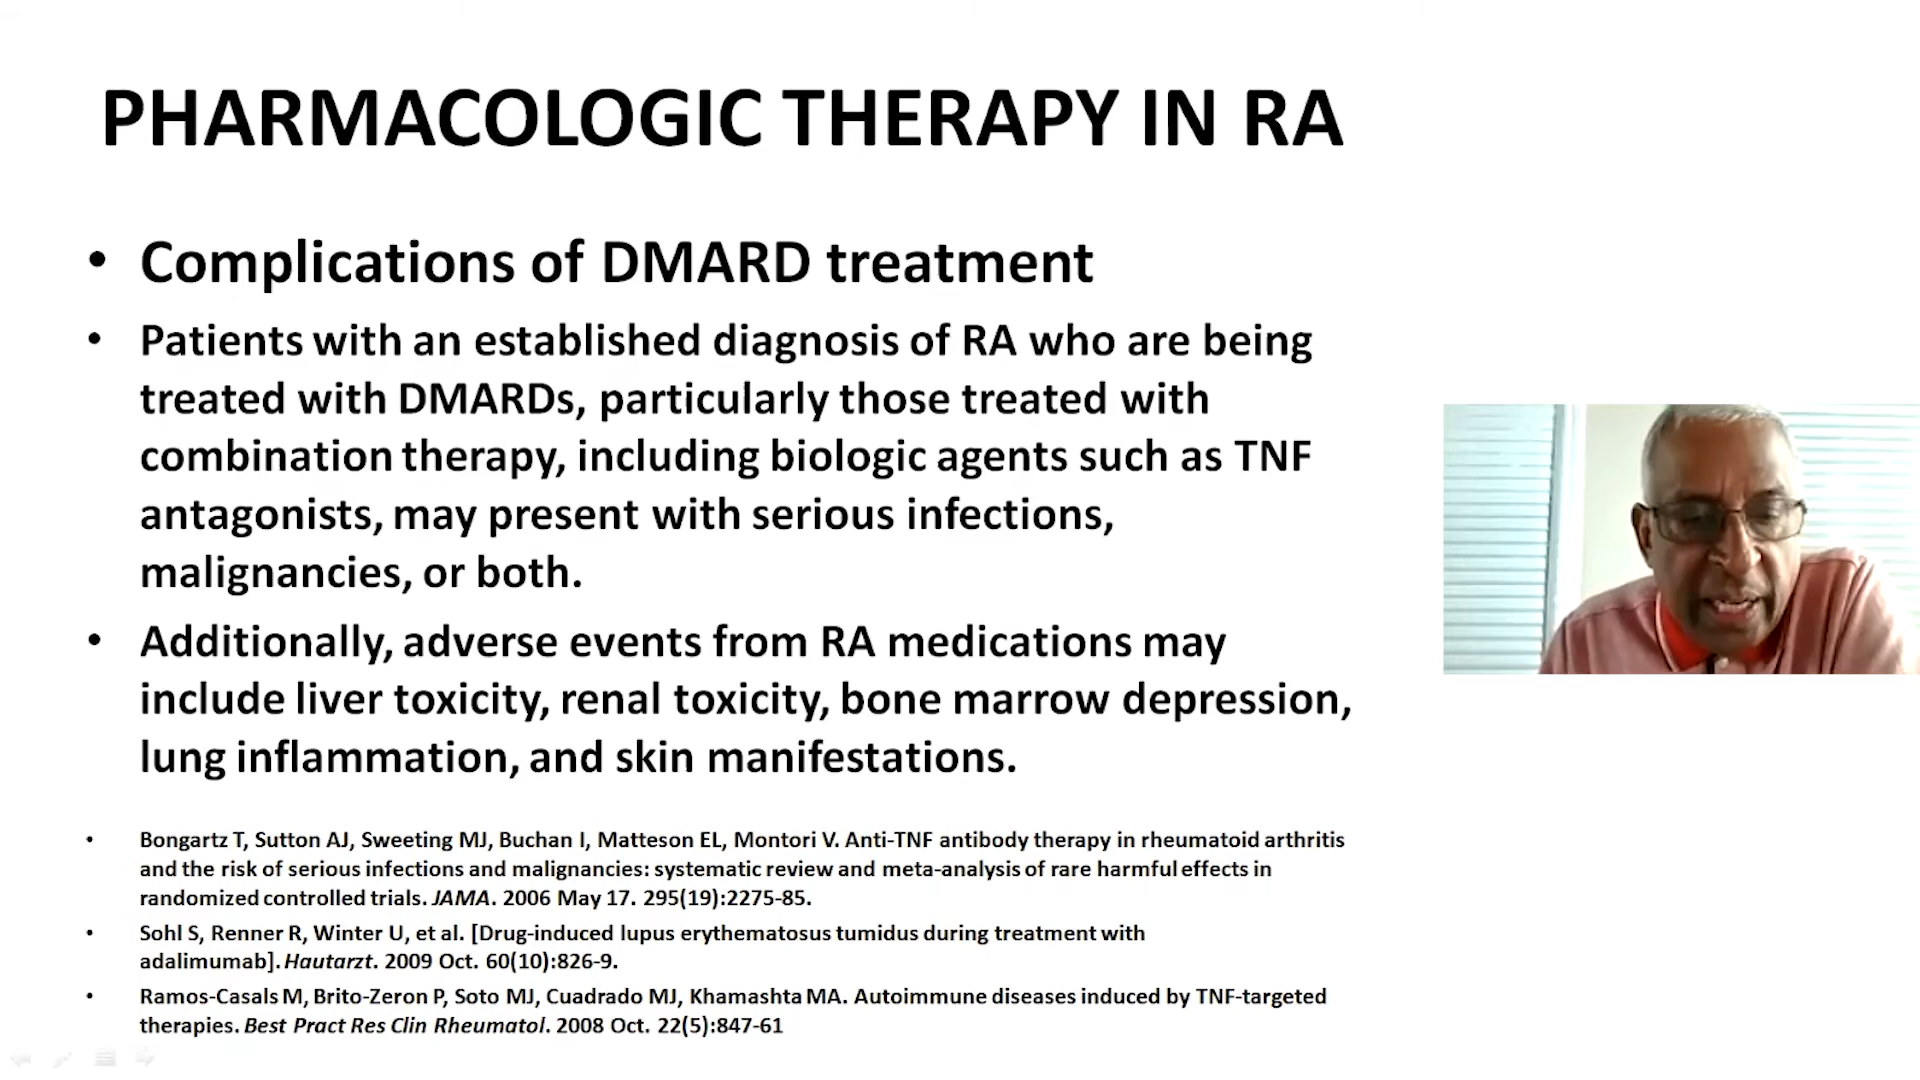 PHARMACOLOGIC THERAPY IN RA
• Complications of DMARD treatment
• Patients with an established diagnosis of RA who are being
treated with DMARDs, particularly those treated with
combination therapy, including biologic agents such as TNF
antagonists, may present with serious infections,
malignancies, or both.
• Additionally, adverse events from RA medications may
include liver toxicity, renal toxicity, bone marrow depression,
lung inflammation, and skin manifestations.
• Bongartz T, Sutton AJ, Sweeting MJ, Buchan I, Matteson EL, Montori V. Anti-TNF antibody therapy in rheumatoid arthritis
and the risk of serious infections and malignancies: systematic review and meta-analysis of rare harmful effects in
randomized controlled trials. JAMA. 2006 May 17. 295(19):2275-85.
• Sohl S, Renner R, Winter U, et al. [Drug-induced lupus erythematosus tumidus during treatment with
adalimumab]. Hautarzt. 2009 Oct. 60(10):826-9.
• Ramos-Casals M, Brito-Zeron P, Soto MJ, Cuadrado MJ, Khamashta MA. Autoimmune diseases induced by TNF-targeted
therapies. Best Pract Res Clin Rheumatol. 2008 Oct. 22(5):847-61